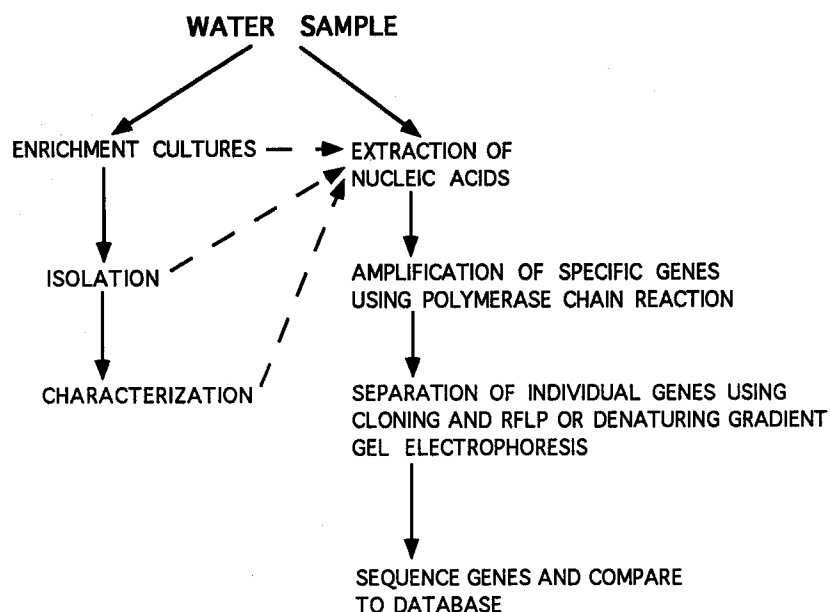 WATER SAMPLE
ENRICHMENT CULTURES
EXTRACTION OF
NUCLEIC ACIDS
ISOLATION
AMPLIFICATION OF SPECIFIC GENES
USING POLYMERASE CHAIN REACTION
CHARACTERIZATION
SEPARATION OF INDIVIDUAL GENES USING
CLONING AND RFLP OR DENATURING GRADIENT
GEL ELECTROPHORESIS
SEQUENCE GENES AND COMPARE
TO DATABASE